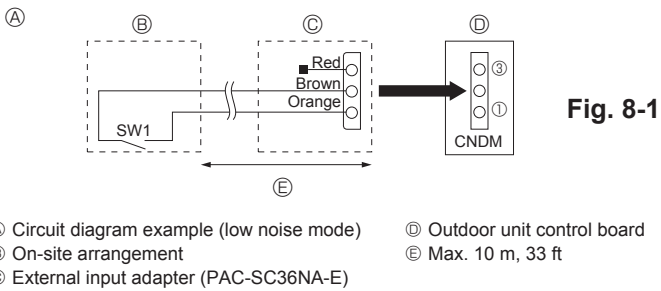 Ⓐ
Ⓑ
Ⓒ
Ⓓ
Red
Brown
Orange
SW1
③
①
CNDM
Ⓔ
Fig. 8-1
Circuit diagram example (low noise mode)
On-site arrangement
External input adapter (PAC-SC36NA-E)
Ⓓ Outdoor unit control board
Ⓔ Max. 10 m, 33 ft